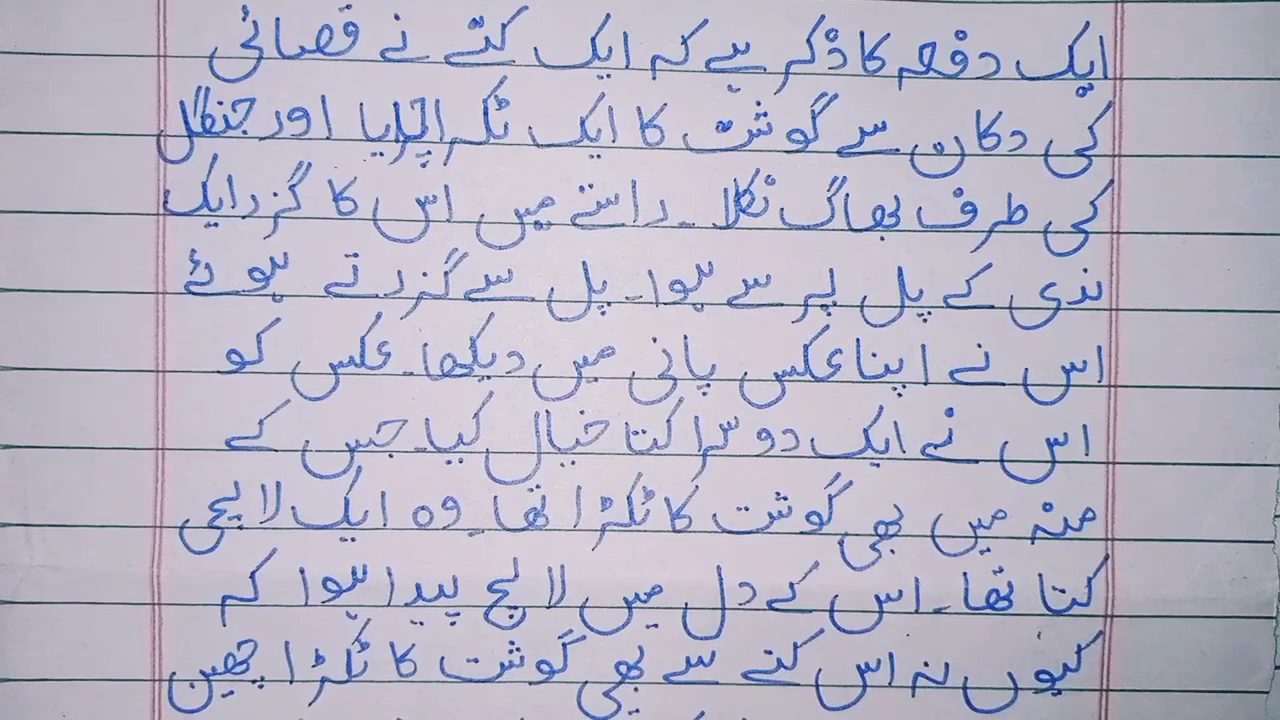 ایک دفعہ کا ذکر ہے کہ ایک کتے نے قصائی
کی دکان سے گوشت کا ایک ٹکڑا چرایا اور جنگل
کی طرف بھاگ نکلا۔ راستے میں اس کا گزر ایک
ندی کے پل پر سے ہوا۔ پل سے گزرتے ہوئے
اس نے اپنا عکس پانی میں دیکھا۔ عکس کو
اس نے ایک دوسرا کتا خیال کیا۔ جس کے
منہ میں بھی گوشت کا ٹکڑا تھا۔ وہ ایک لالچی
کتا تھا۔ اس کے دل میں لالچ پیدا ہوا کہ
کیوں نہ اس کتے سے بھی گوشت کا ٹکڑا چھین